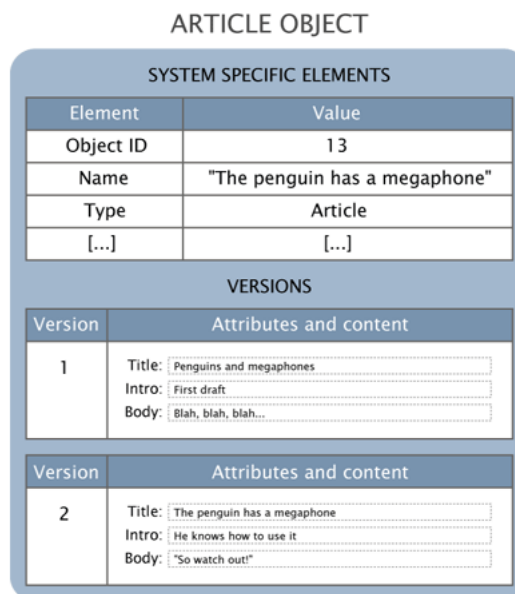 ARTICLE OBJECT
SYSTEM SPECIFIC ELEMENTS
Element Value
Object ID 13
Name "The penguin has a megaphone"
Type Article
[...] [...]
VERSIONS
Version Attributes and content
1 Title: Penguins and megaphones
Intro: First draft
Body: Blah, blah, blah...
Version Attributes and content
2 Title: The penguin has a megaphone
Intro: He knows how to use it
Body: "So watch out!"